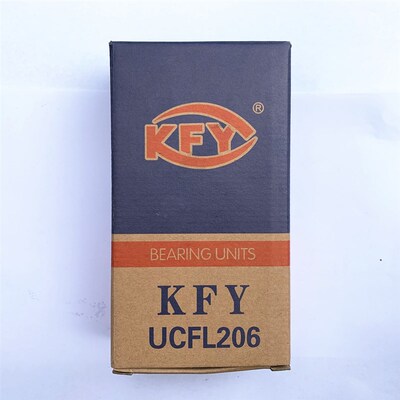 KFY®
BEARING UNITS
KFY
UCFL206